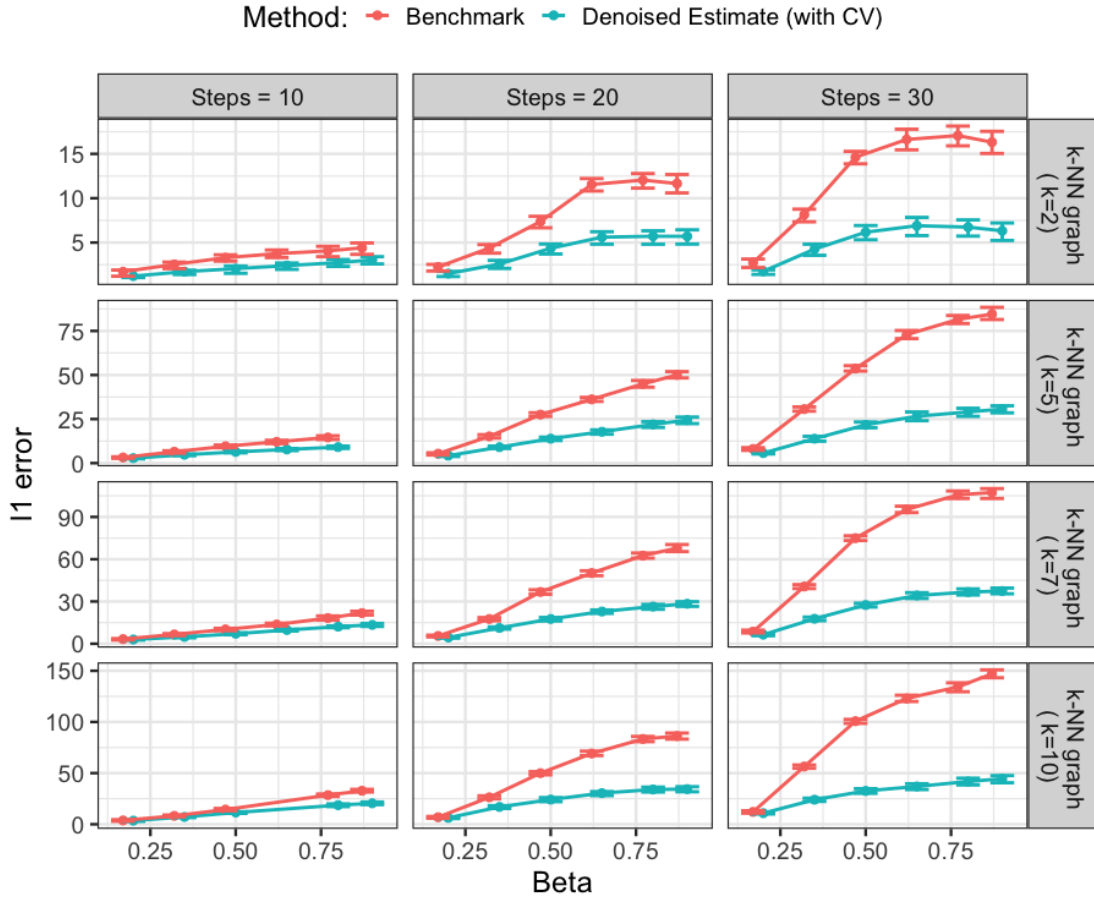 Method: Benchmark Denoised Estimate (with CV)
Steps = 10 Steps = 20 Steps = 30
15
10
5
k-NN graph
( k=2)
75
50
25
0
k-NN graph
( k=5)
l1 error
90
60
30
0
k-NN graph
( k=7)
150
100
50
0
k-NN graph
( k=10)
0.25 0.50 0.75 0.25 0.50 0.75 0.25 0.50 0.75
Beta